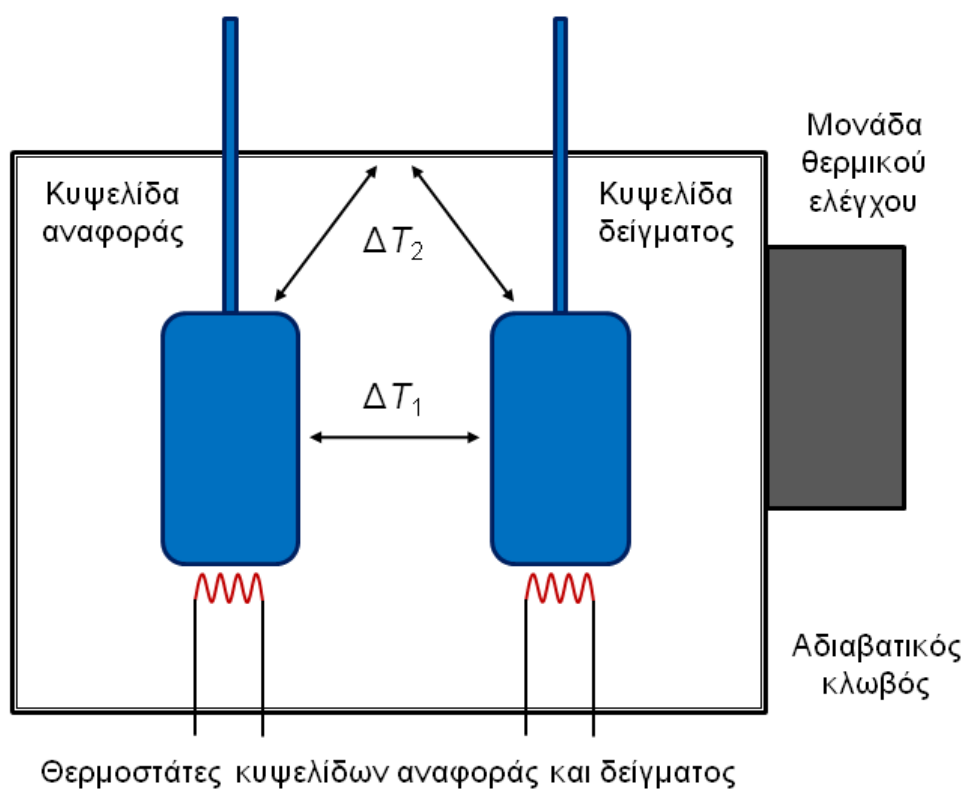 Μονάδα
θερμικού
ελέγχου
Κυψελίδα
αναφοράς
Κυψελίδα
δείγματος
ΔT2
ΔT1
Αδιαβατικός
κλωβός
Θερμοστάτες κυψελίδων αναφοράς και δείγματος